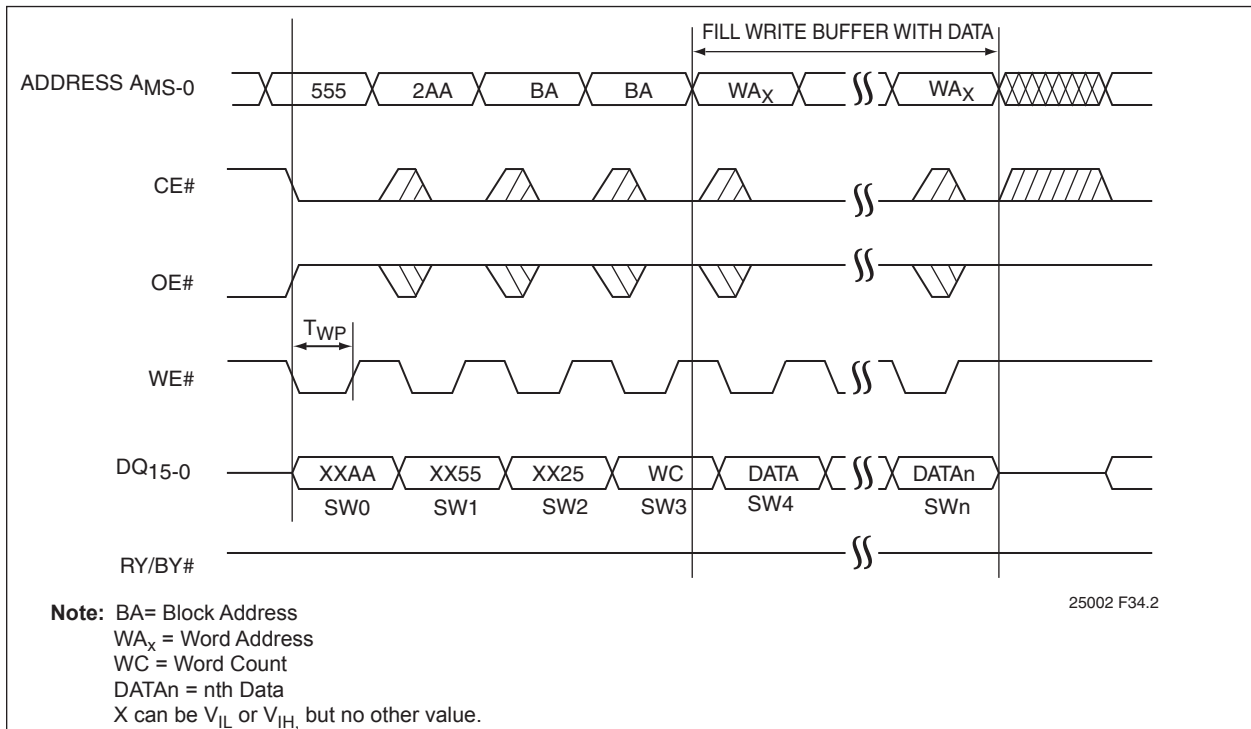 FILL WRITE BUFFER WITH DATA
ADDRESS AMS-0
555 2AA BA BA WAX WAX
CE#
OE#
TWP
WE#
DQ15-0
XXAA XX55 XX25 WC DATA DATAn
SW0 SW1 SW2 SW3 SW4 SWn
RY/BY#
25002 F34.2
Note: BA= Block Address
WAx = Word Address
WC = Word Count
DATAn = nth Data
X can be VIL or VIH, but no other value.